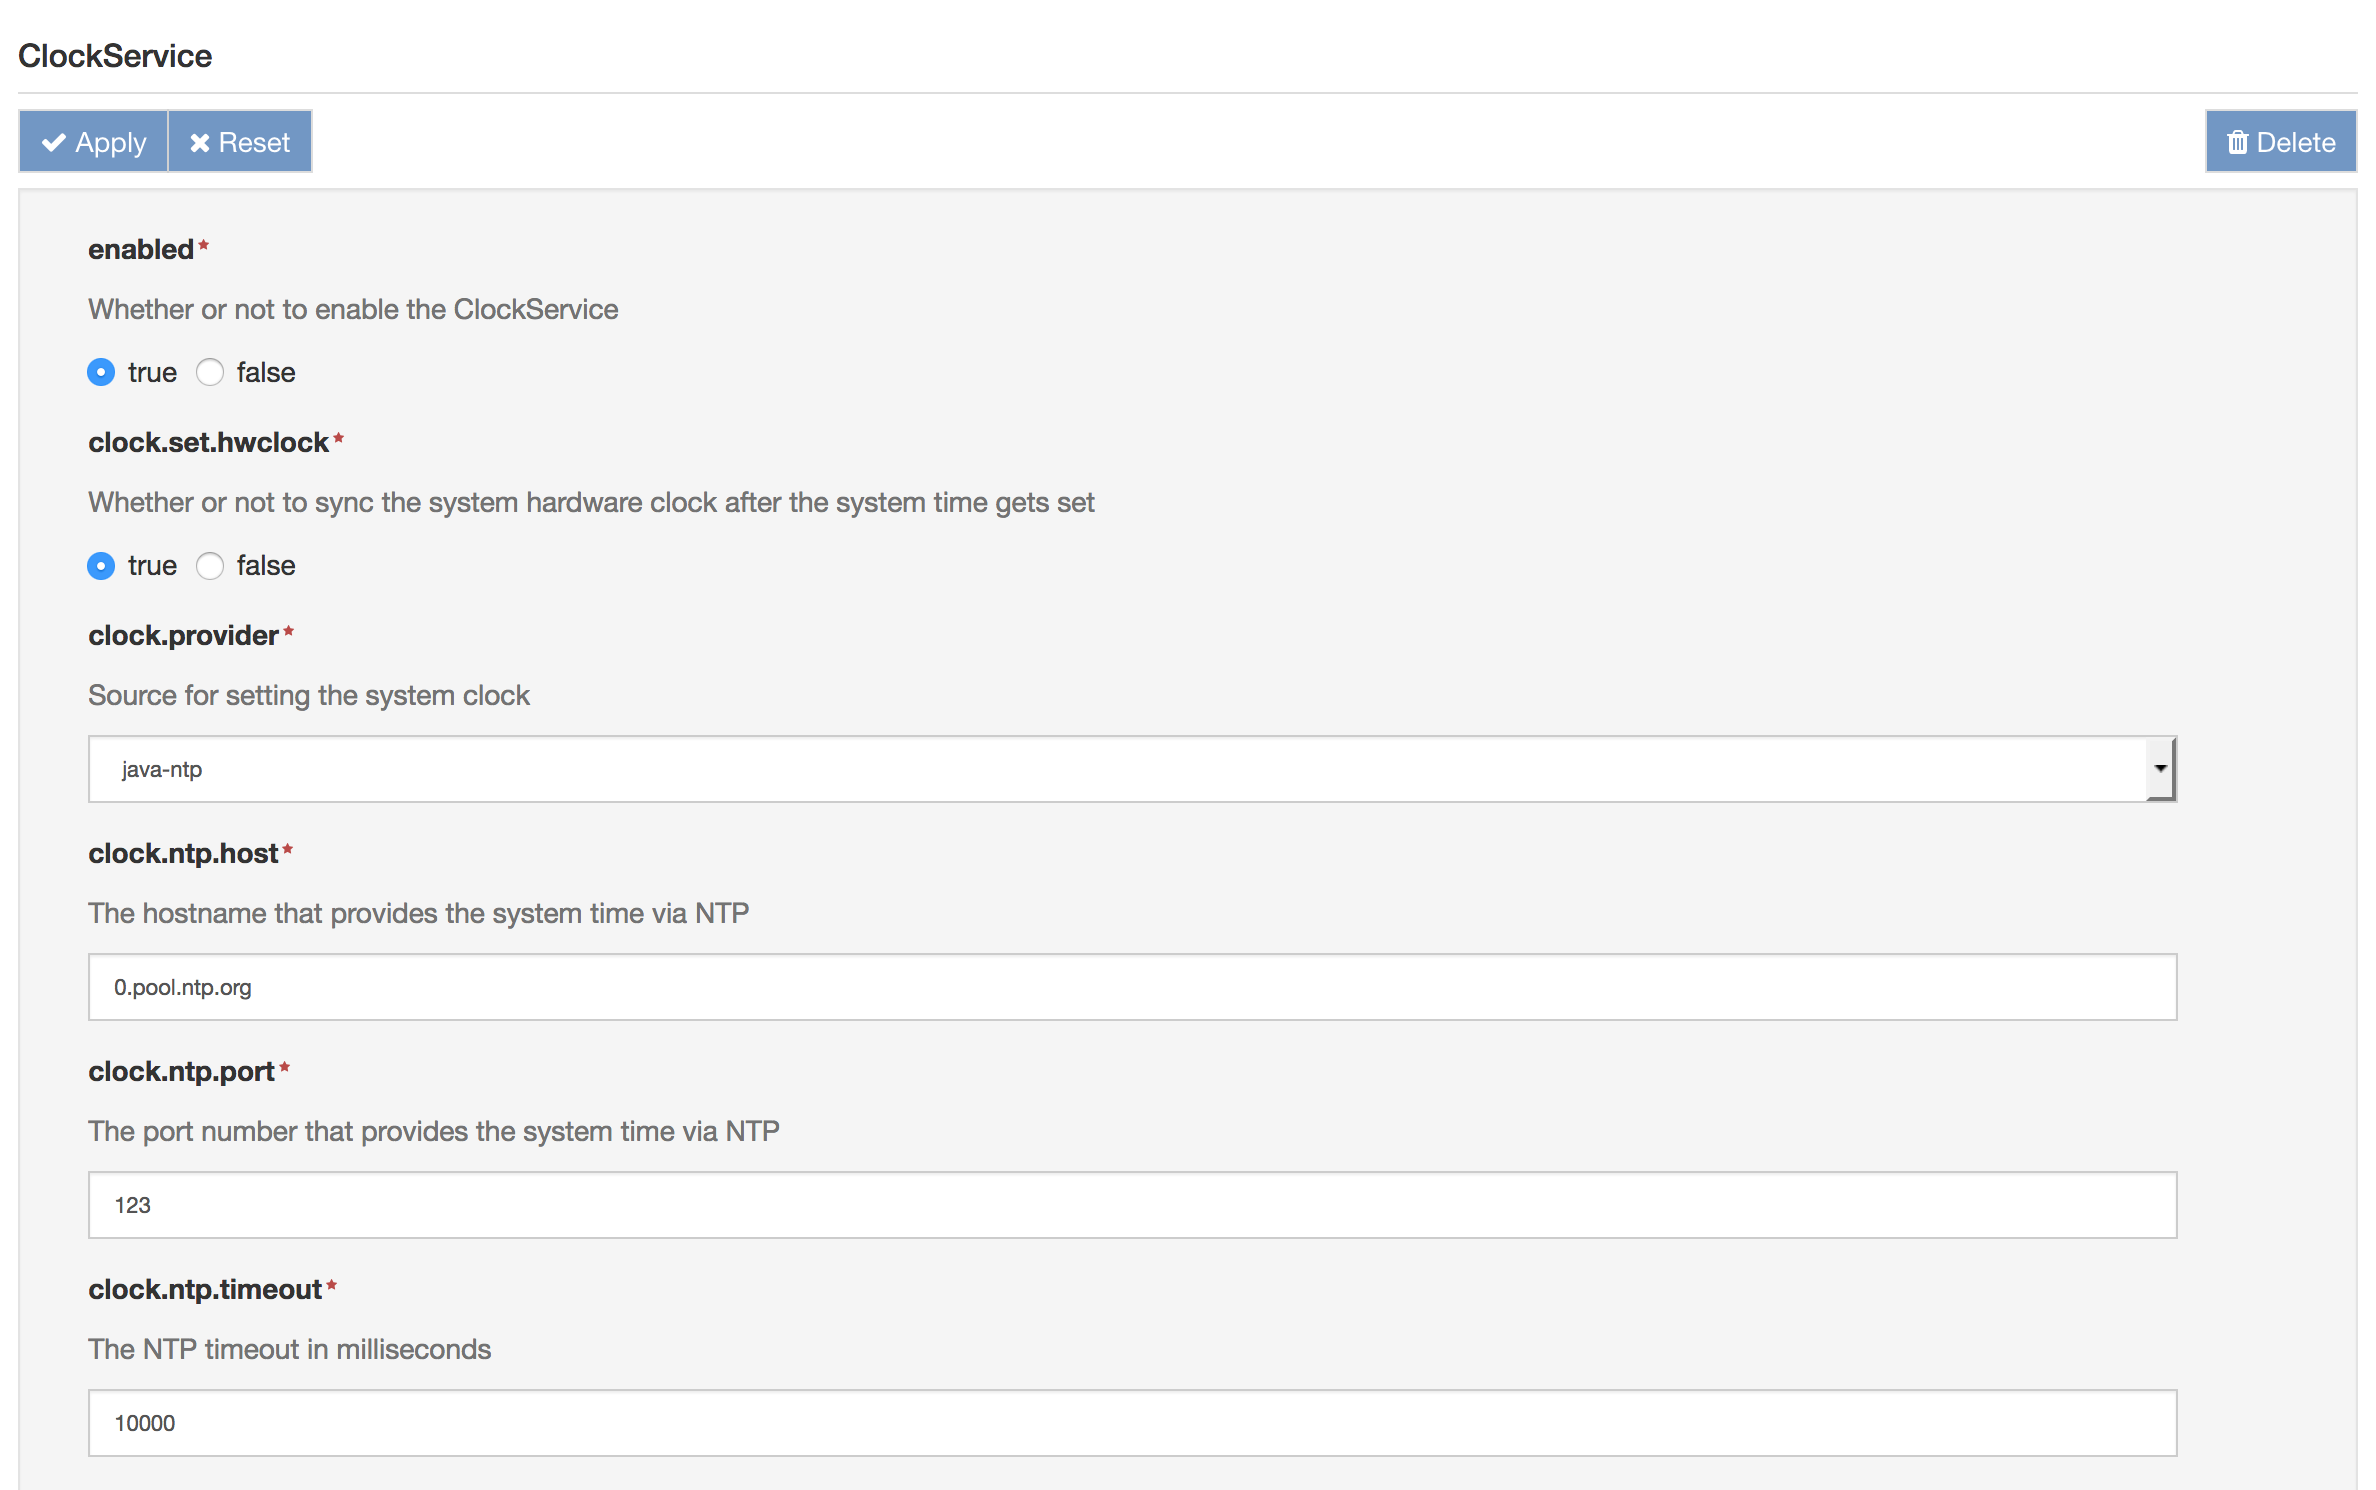 ClockService
Apply Reset Delete
enabled*
Whether or not to enable the ClockService
true false
clock.set.hwclock*
Whether or not to sync the system hardware clock after the system time gets set
true false
clock.provider*
Source for setting the system clock
java-ntp
clock.ntp.host*
The hostname that provides the system time via NTP
0.pool.ntp.org
clock.ntp.port*
The port number that provides the system time via NTP
123
clock.ntp.timeout*
The NTP timeout in milliseconds
10000